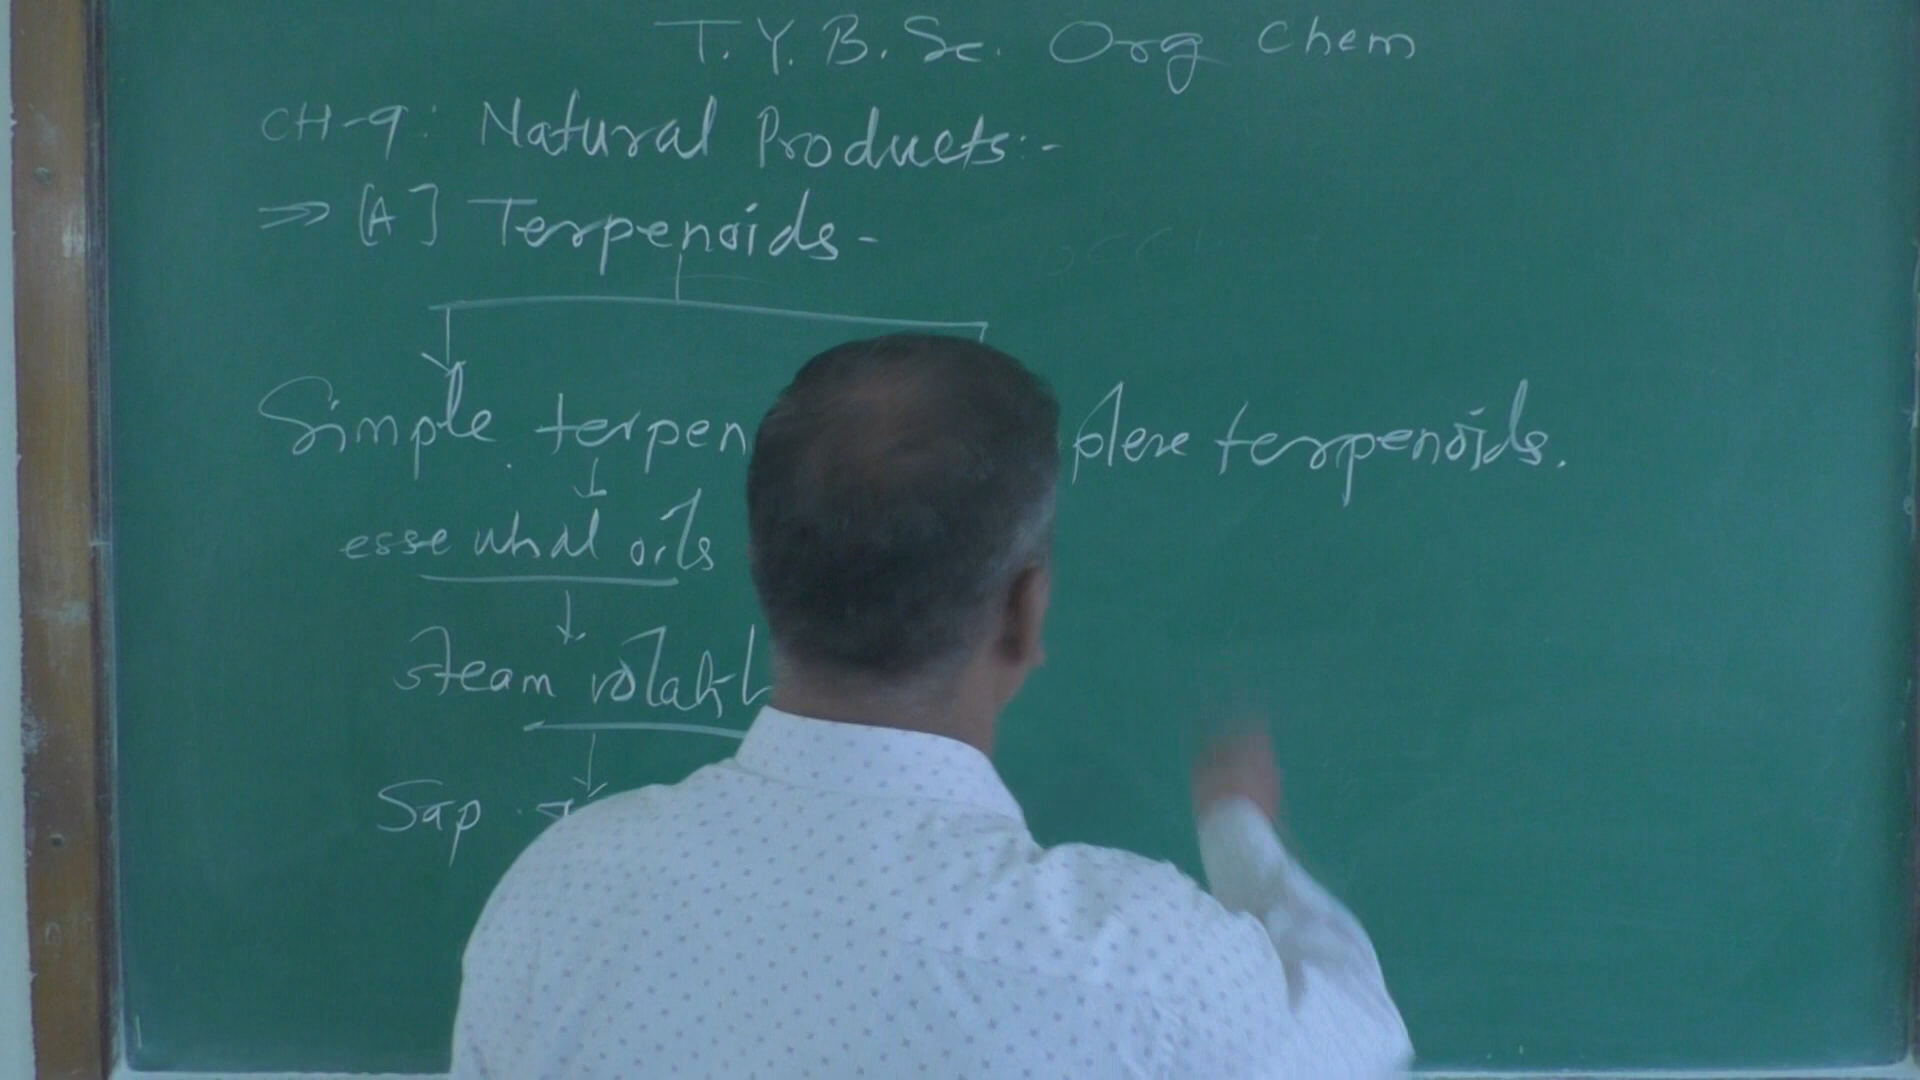 T.Y.B.Sc. Org Chem
CH-9: Natural Products:-
⇒ [A] Terpenoids-
Simple terpen plex terpenoids.
essential oils
steam volatil
Sap